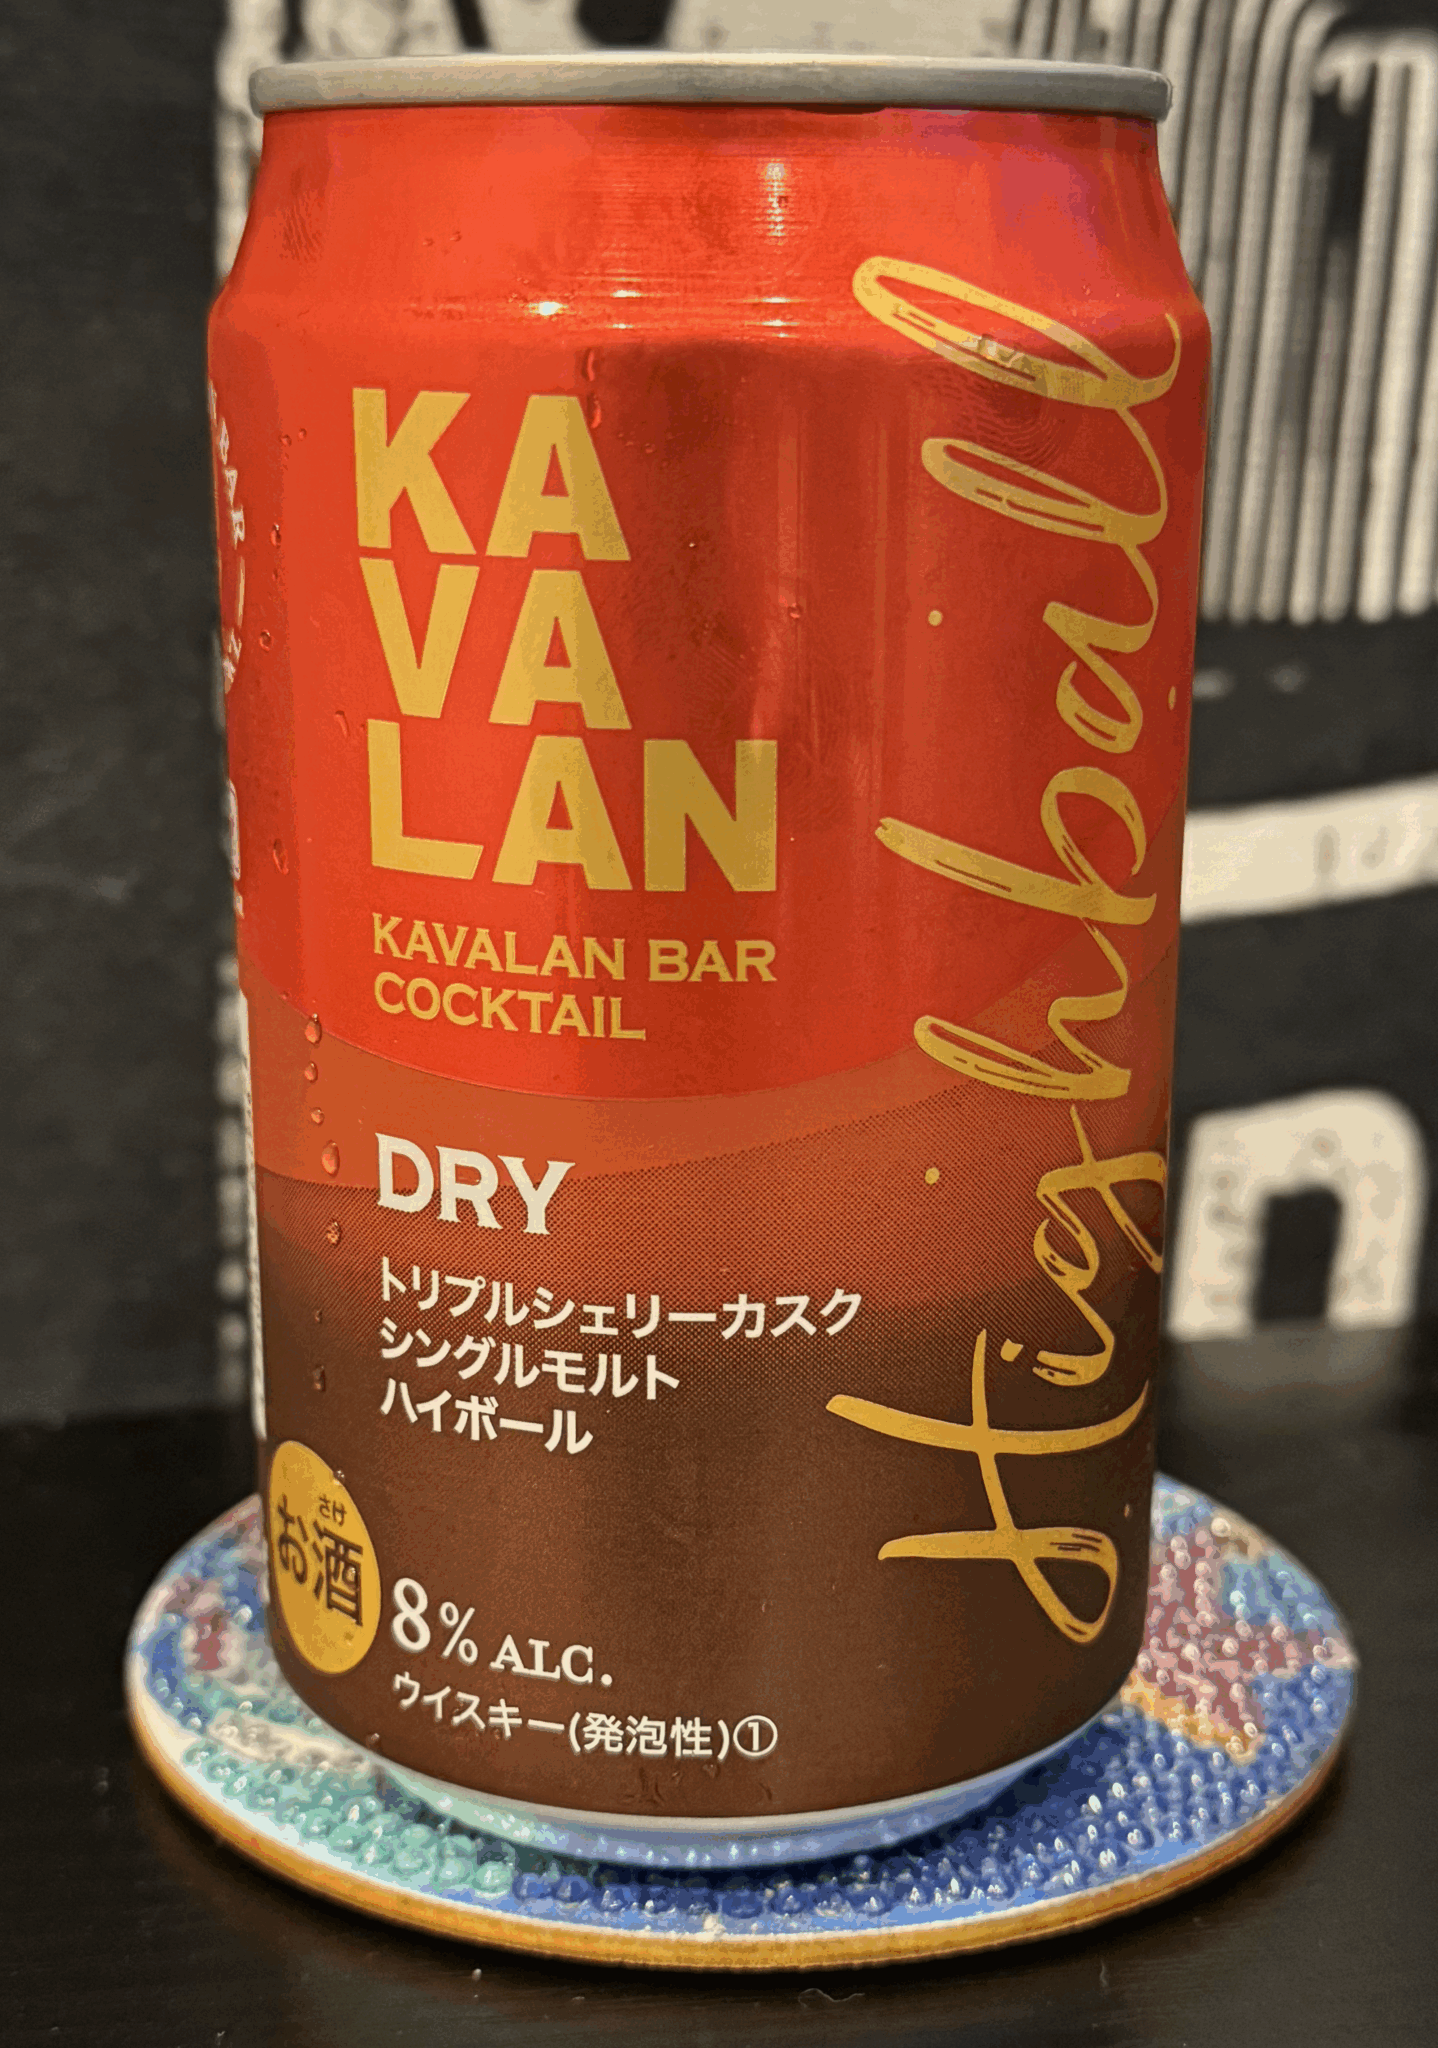 KA
VA
LAN
KAVALAN BAR
COCKTAIL
Highball
DRY
トリプルシェリーカスク
シングルモルト
ハイボール
さけ
お酒
8% ALC.
ウイスキー(発泡性)①
BAR